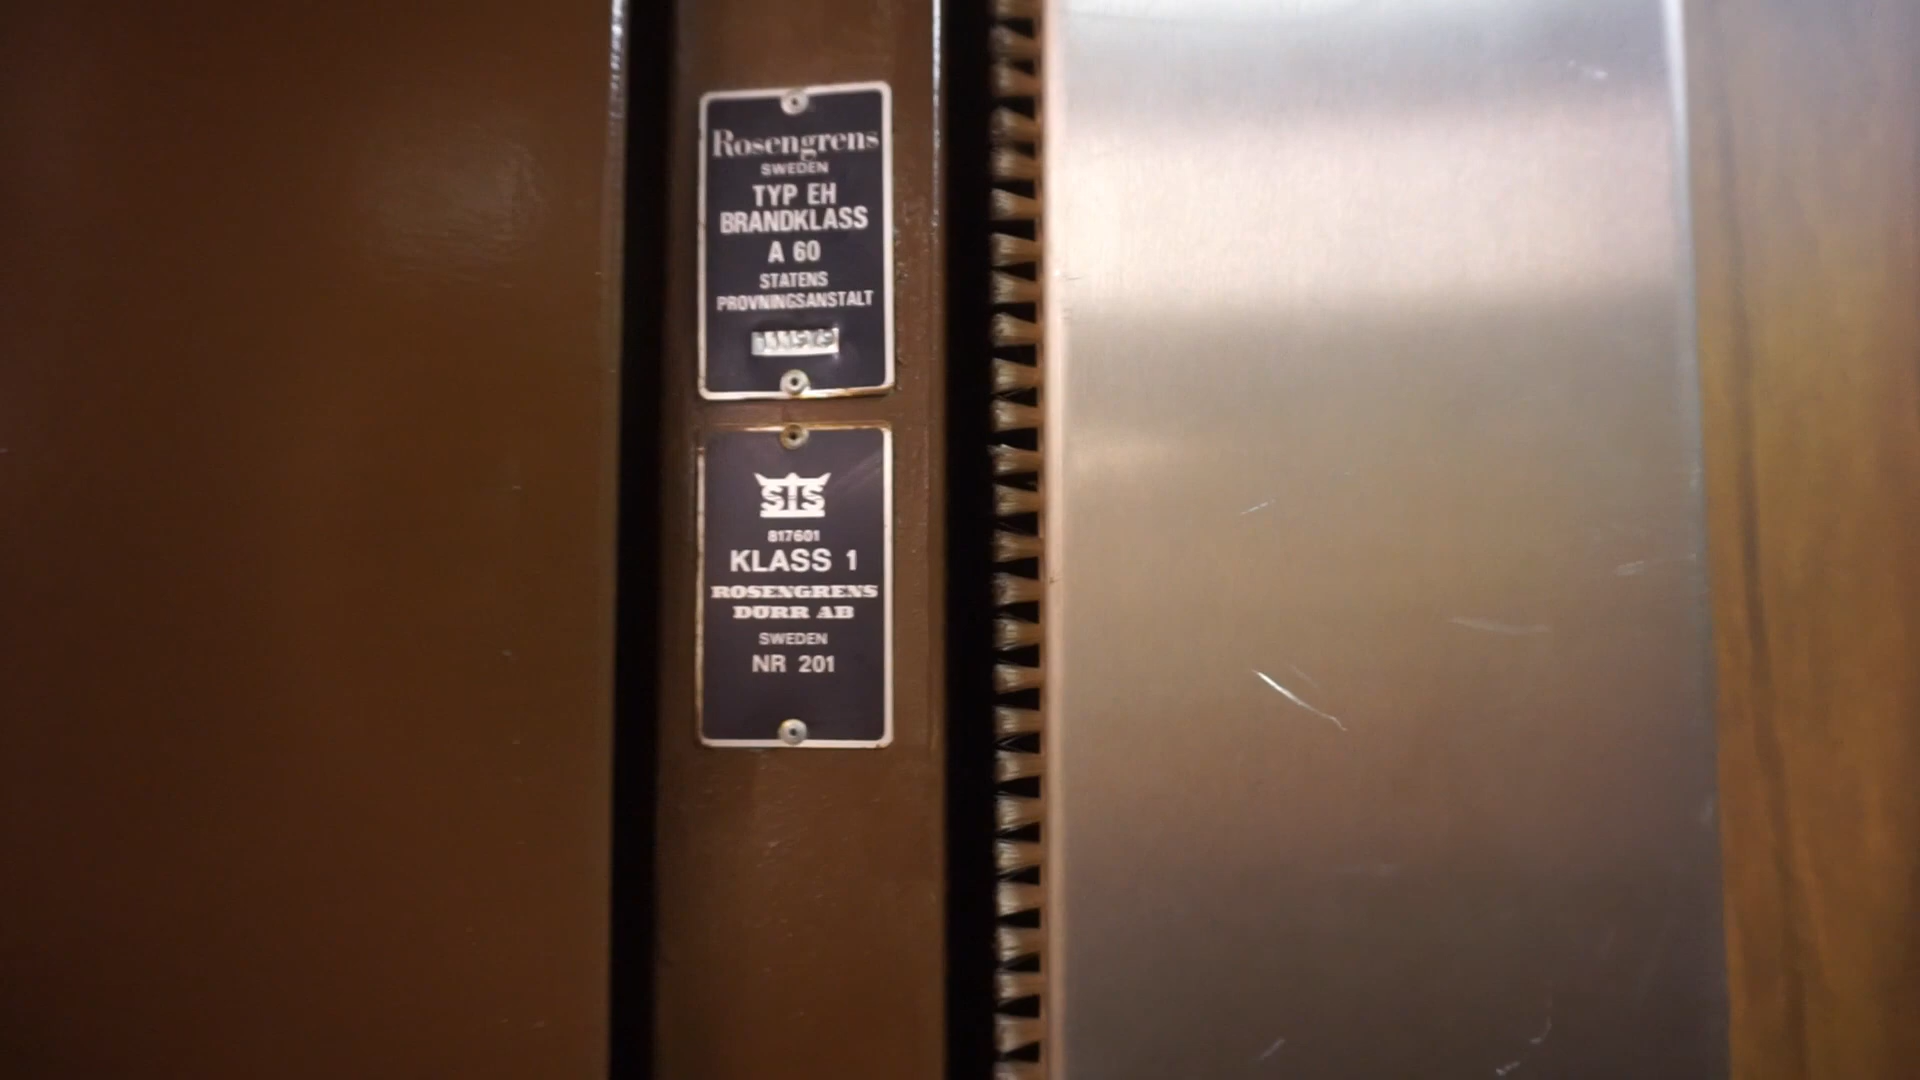 Rosengrens
SWEDEN
TYP EH
BRANDKLASS
A 60
STATENS
PROVNINGSANSTALT
SIS
817601
KLASS 1
ROSENGRENS
DÖRR AB
SWEDEN
NR 201